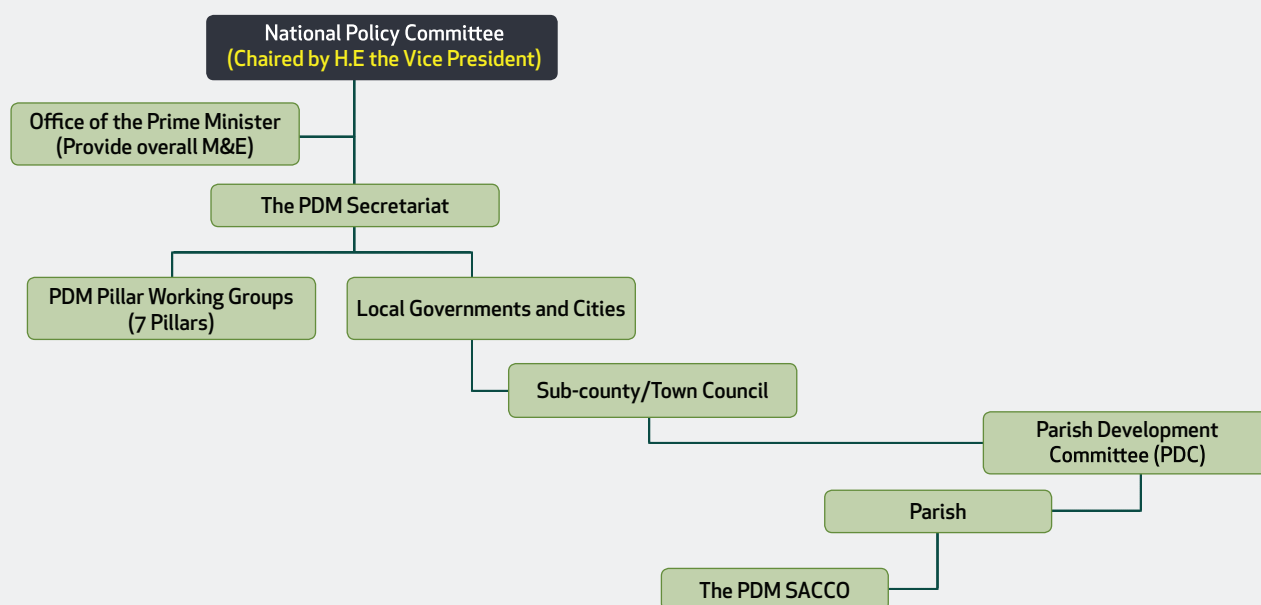 National Policy Committee
(Chaired by H.E the Vice President)
Office of the Prime Minister
(Provide overall M&E)
The PDM Secretariat
PDM Pillar Working Groups
(7 Pillars)
Local Governments and Cities
Sub-county/Town Council
Parish Development
Committee (PDC)
Parish
The PDM SACCO